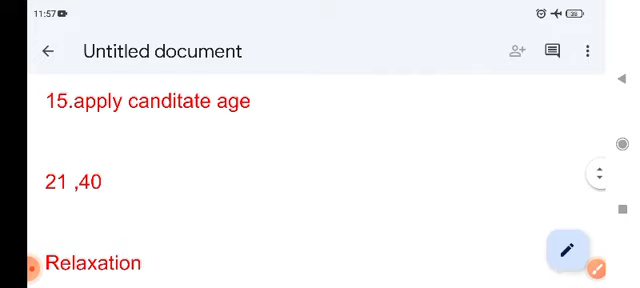 11:57
Untitled document
15.apply canditate age
21 ,40
Relaxation